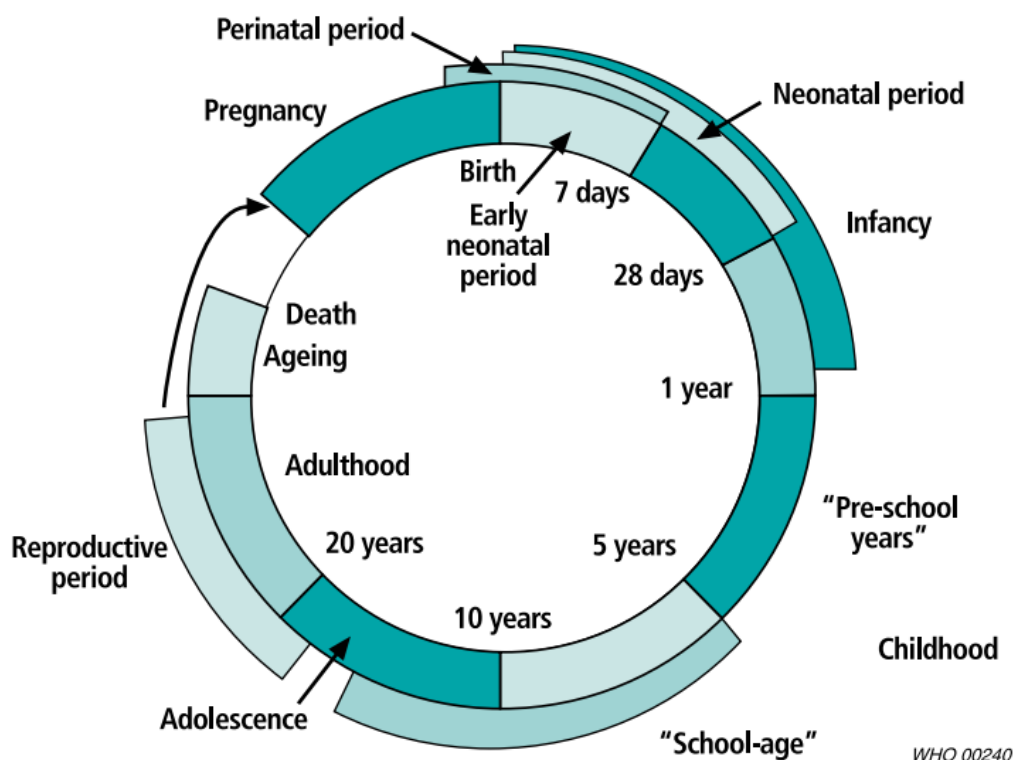 Perinatal period
Pregnancy
Neonatal period
Birth
7 days
Early
neonatal
period
Infancy
28 days
Death
Ageing
1 year
Adulthood
“Pre-school
years”
20 years
5 years
Reproductive
period
10 years
Childhood
Adolescence
“School-age”
WHO 00240